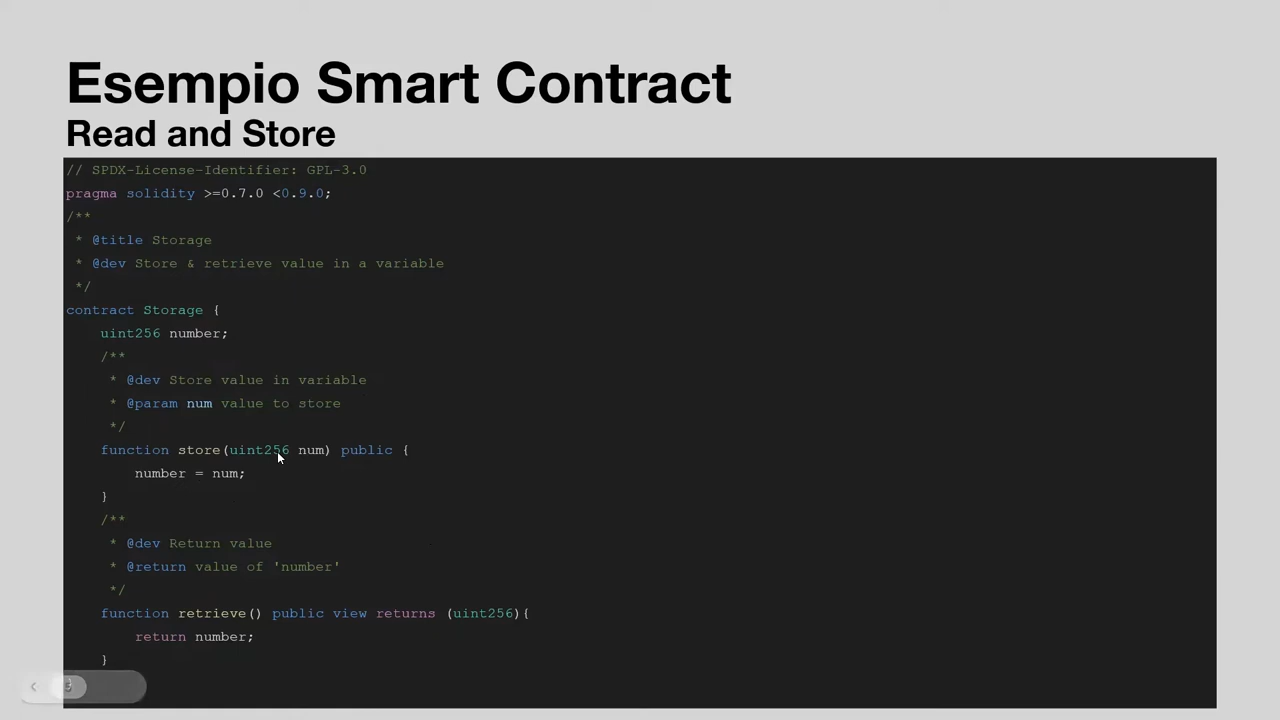 Esempio Smart Contract
Read and Store
// SPDX-License-Identifier: GPL-3.0
pragma solidity >=0.7.0 <0.9.0;
/**
 * @title Storage
 * @dev Store & retrieve value in a variable
 */
contract Storage {
    uint256 number;
    /**
     * @dev Store value in variable
     * @param num value to store
     */
    function store(uint256 num) public {
        number = num;
    }
    /**
     * @dev Return value
     * @return value of 'number'
     */
    function retrieve() public view returns (uint256){
        return number;
    }